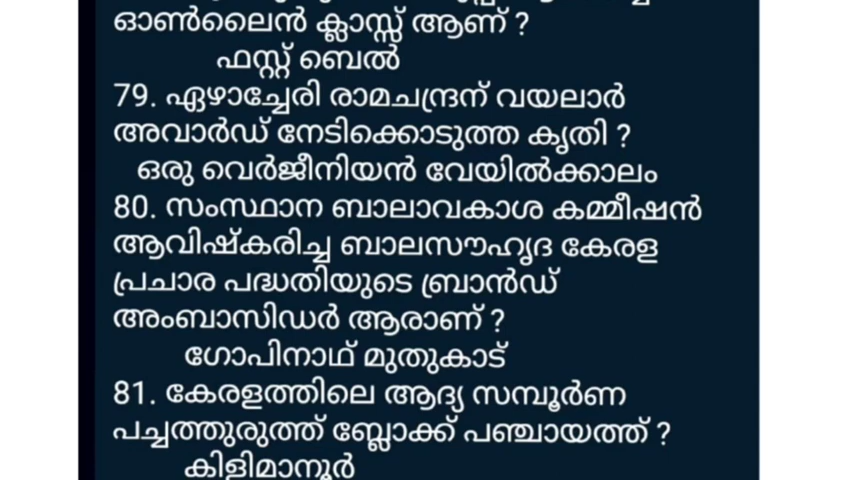 ഓൺലൈൻ ക്ലാസ്സ് ആണ് ?
ഫസ്റ്റ് ബെൽ
79. ഏഴാച്ചേരി രാമചന്ദ്രന് വയലാർ
അവാർഡ് നേടിക്കൊടുത്ത കൃതി ?
ഒരു വെർജീനിയൻ വേയിൽക്കാലം
80. സംസ്ഥാന ബാലാവകാശ കമ്മീഷൻ
ആവിഷ്കരിച്ച ബാലസൗഹൃദ കേരള
പ്രചാര പദ്ധതിയുടെ ബ്രാൻഡ്
അംബാസിഡർ ആരാണ് ?
ഗോപിനാഥ് മുതുകാട്
81. കേരളത്തിലെ ആദ്യ സമ്പൂർണ
പച്ചത്തുരുത്ത് ബ്ലോക്ക് പഞ്ചായത്ത് ?
കിളിമാനൂർ